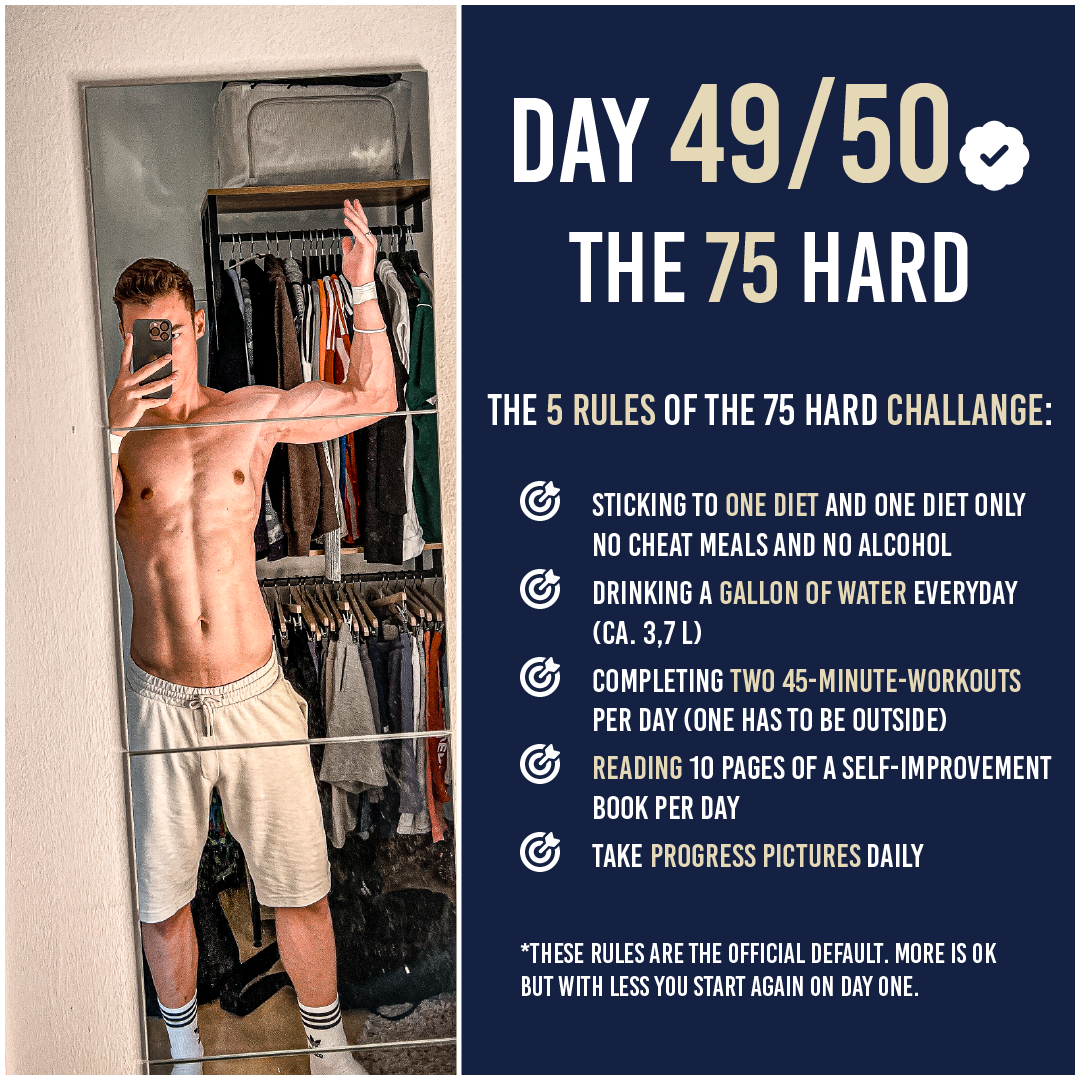 DAY 49/50
THE 75 HARD
THE 5 RULES OF THE 75 HARD CHALLANGE:
STICKING TO ONE DIET AND ONE DIET ONLY
NO CHEAT MEALS AND NO ALCOHOL
DRINKING A GALLON OF WATER EVERYDAY
(CA. 3,7 L)
COMPLETING TWO 45-MINUTE-WORKOUTS
PER DAY (ONE HAS TO BE OUTSIDE)
READING 10 PAGES OF A SELF-IMPROVEMENT
BOOK PER DAY
TAKE PROGRESS PICTURES DAILY
*THESE RULES ARE THE OFFICIAL DEFAULT. MORE IS OK
BUT WITH LESS YOU START AGAIN ON DAY ONE.